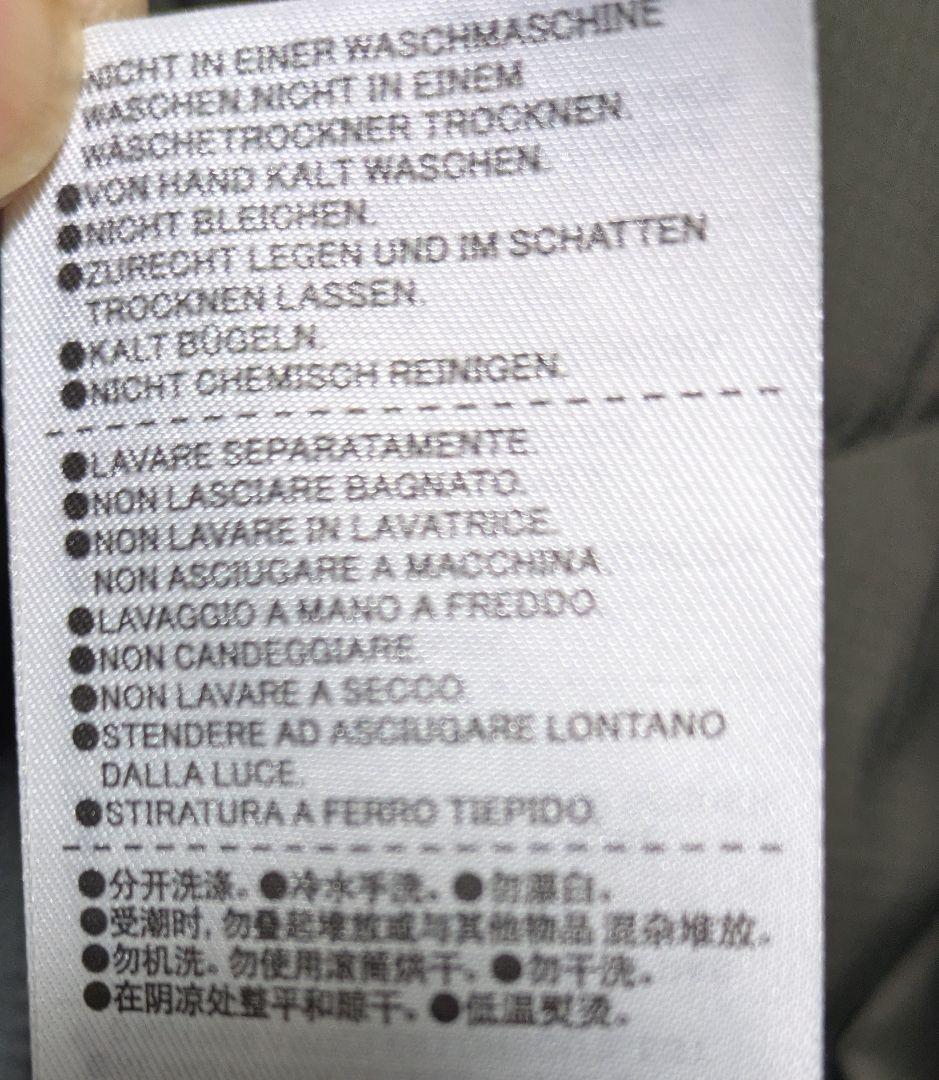 NICHT IN EINER WASCHMASCHINE
WASCHEN.NICHT IN EINEM
WÄSCHETROCKNER TROCKNEN.
●VON HAND KALT WASCHEN.
●NICHT BLEICHEN.
●ZURECHT LEGEN UND IM SCHATTEN
TROCKNEN LASSEN.
●KALT BÜGELN.
●NICHT CHEMISCH REINIGEN.
●LAVARE SEPARATAMENTE.
●NON LASCIARE BAGNATO.
●NON LAVARE IN LAVATRICE.
NON ASCIUGARE A MACCHINA
●LAVAGGIO A MANO A FREDDO
●NON CANDEGGIARE.
●NON LAVARE A SECCO
●STENDERE AD ASCIUGARE LONTANO
DALLA LUCE.
●STIRATURA A FERRO TIEPIDO
●分开洗涤。●冷水手洗。●勿漂白。
●受潮时, 勿叠起堆放或与其他物品 混杂堆放。
●勿机洗。勿使用滚筒烘干。●勿干洗。
●在阴凉处整平和晾干。●低温熨烫。